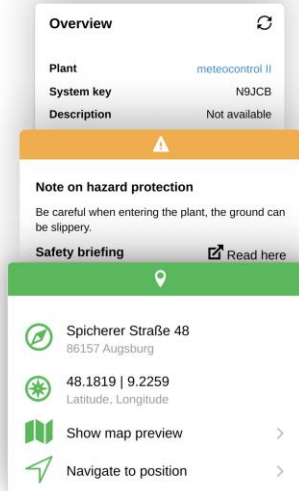 Overview
Plant meteocontrol II
System key N9JCB
Description Not available
Note on hazard protection
Be careful when entering the plant, the ground can
be slippery.
Safety briefing Read here
Spicherer Straße 48
86157 Augsburg
48.1819 | 9.2259
Latitude, Longitude
Show map preview
Navigate to position